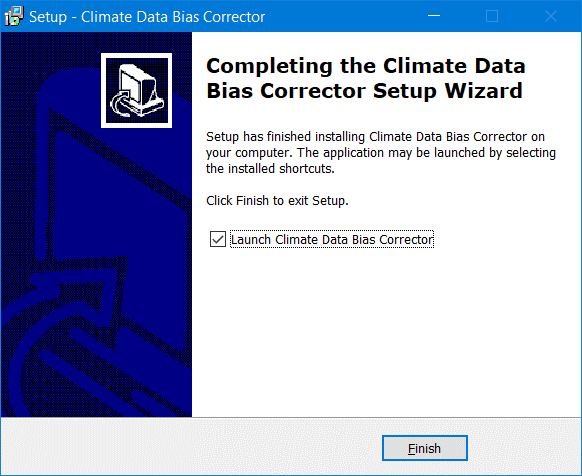 Setup - Climate Data Bias Corrector
Completing the Climate Data
Bias Corrector Setup Wizard
Setup has finished installing Climate Data Bias Corrector on
your computer. The application may be launched by selecting
the installed shortcuts.
Click Finish to exit Setup.
Launch Climate Data Bias Corrector
Finish